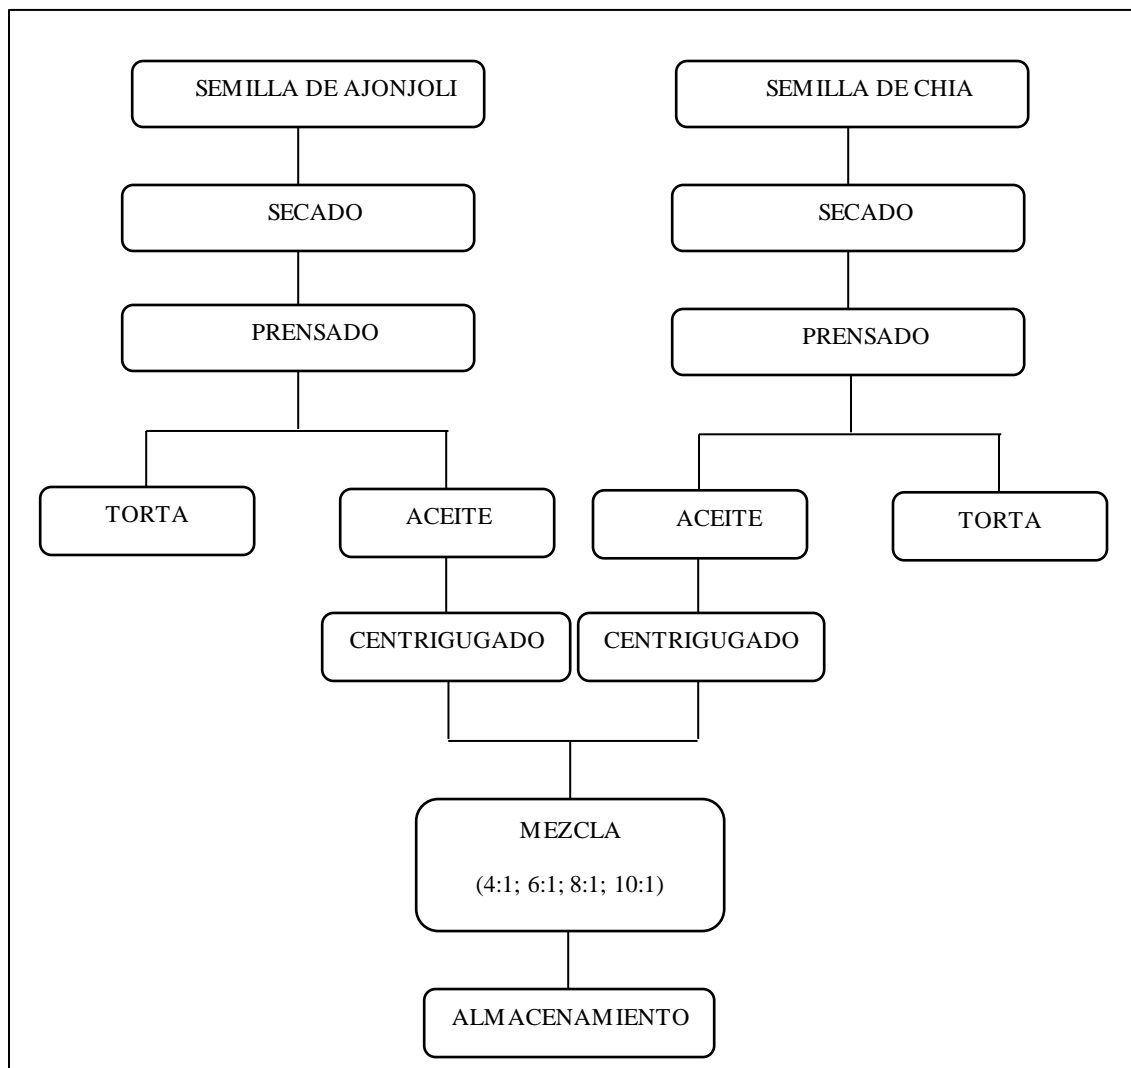 SEMILLA DE AJONJOLI
SEMILLA DE CHIA
SECADO
SECADO
PRENSADO
PRENSADO
TORTA
ACEITE
ACEITE
TORTA
CENTRIGUGADO
CENTRIGUGADO
MEZCLA
(4:1; 6:1; 8:1; 10:1)
ALMACENAMIENTO